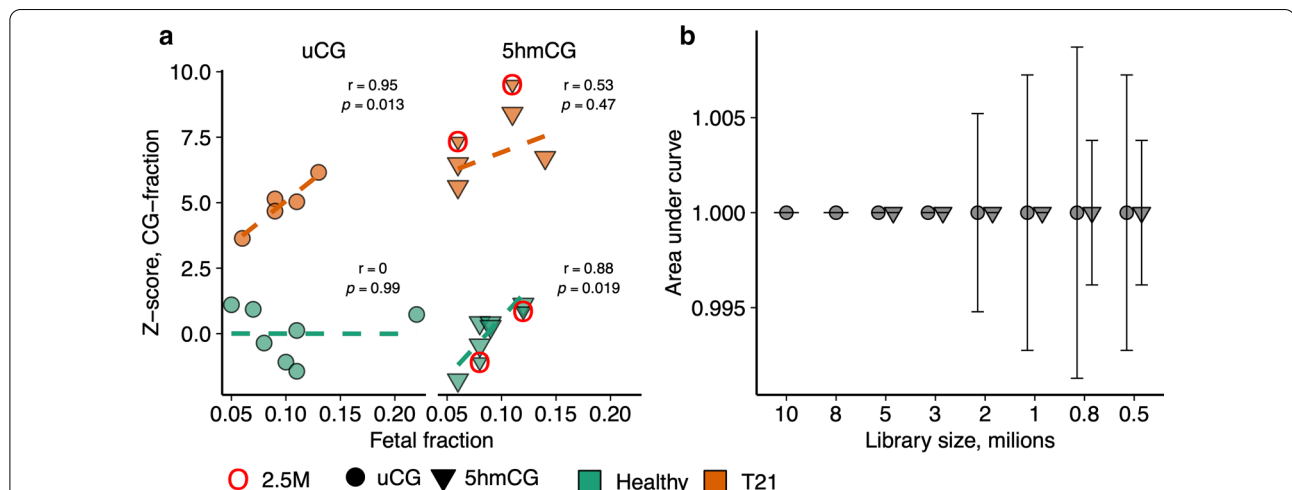 a
uCG
5hmCG
Z−score, CG−fraction
10.0
7.5
5.0
2.5
0.0
r = 0.95
p = 0.013
r = 0.53
p = 0.47
r = 0
p = 0.99
r = 0.88
p = 0.019
0.05 0.10 0.15 0.20 0.05 0.10 0.15 0.20
Fetal fraction
b
Area under curve
1.005
1.000
0.995
10 8 5 3 2 1 0.8 0.5
Library size, milions
2.5M uCG 5hmCG Healthy T21